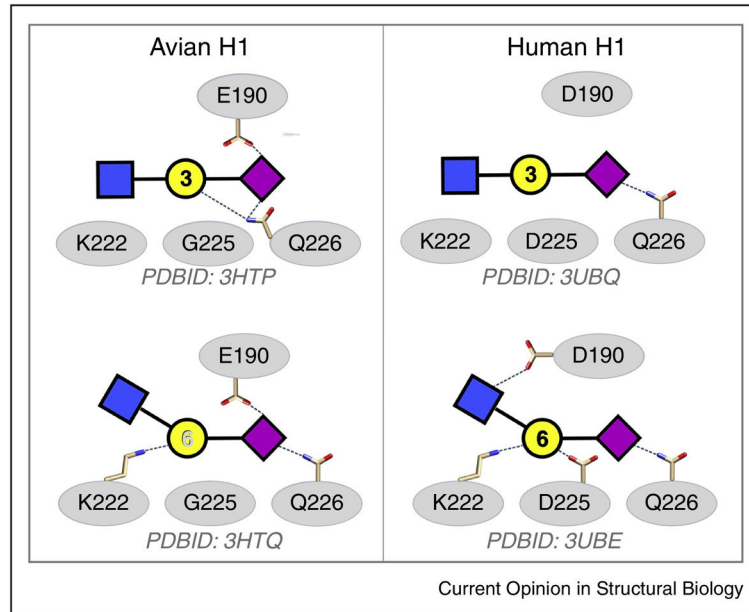 Avian H1
Human H1
E190
D190
3
3
K222 G225 Q226
K222 D225 Q226
PDBID: 3HTP
PDBID: 3UBQ
E190
D190
6
6
K222 G225 Q226
K222 D225 Q226
PDBID: 3HTQ
PDBID: 3UBE
Current Opinion in Structural Biology